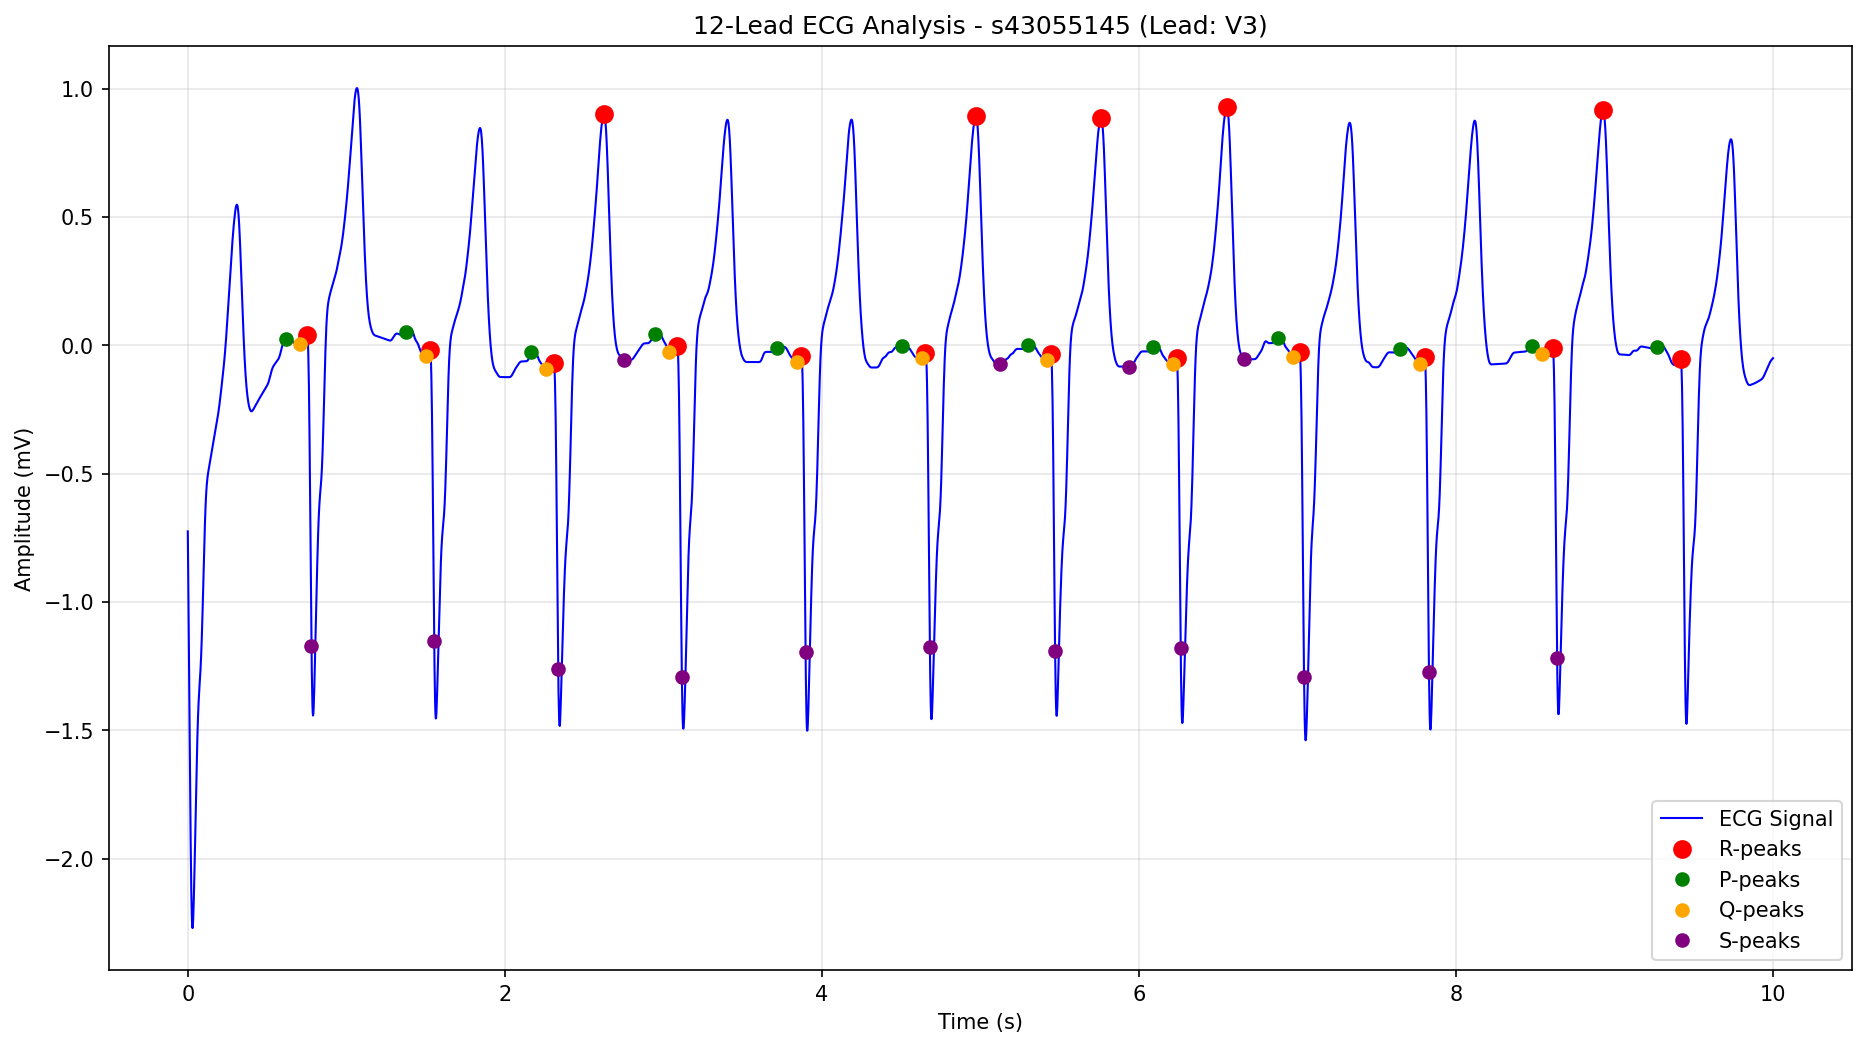 12-Lead ECG Analysis - s43055145 (Lead: V3)
1.0
0.5
0.0
−0.5
−1.0
−1.5
−2.0
Amplitude (mV)
0
2
4
6
8
10
Time (s)
ECG Signal
R-peaks
P-peaks
Q-peaks
S-peaks